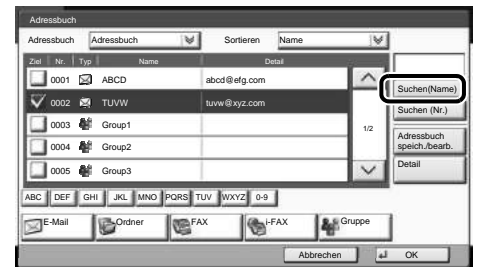 Adressbuch
Adressbuch Adressbuch Sortieren Name
Ziel Nr. Typ Name Detail
0001 ABCD abcd@efg.com
Suchen(Name)
0002 TUVW tuvw@xyz.com
Suchen (Nr.)
0003 Group1 1/2
Adressbuch
speich./bearb.
0004 Group2
0005 Group3
Detail
ABC DEF GHI JKL MNO PQRS TUV WXYZ 0-9
E-Mail Ordner FAX i-FAX Gruppe
Abbrechen OK